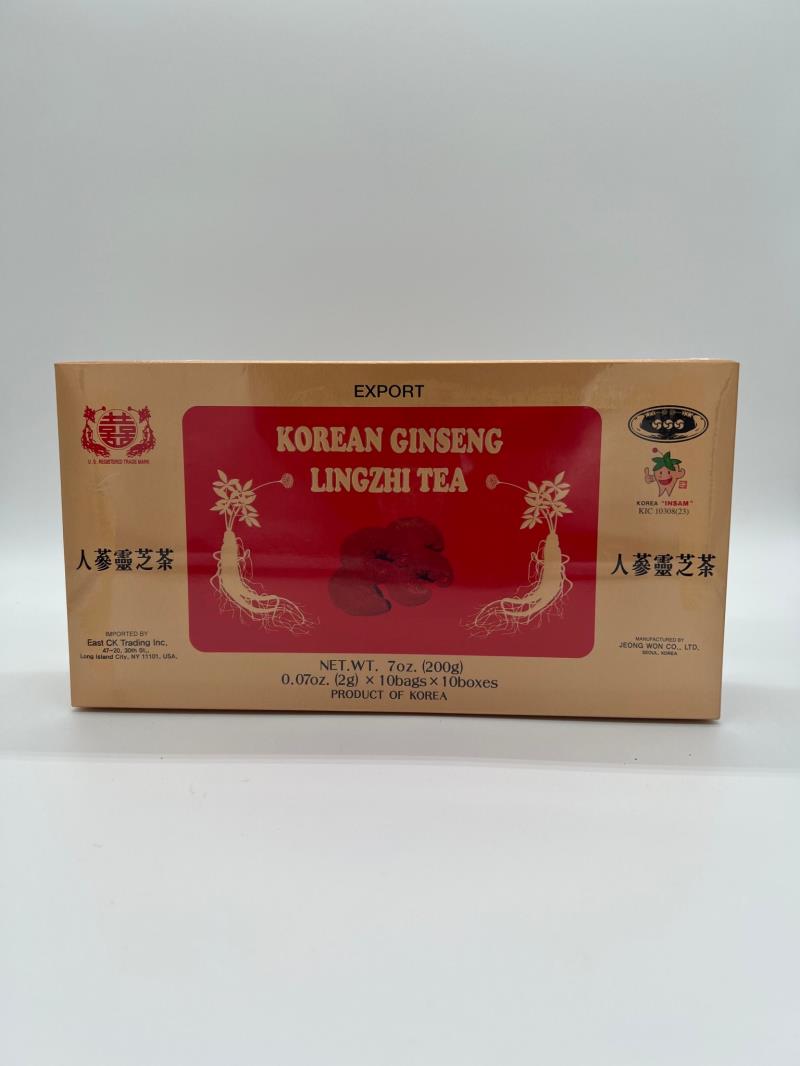 EXPORT
KOREAN GINSENG
LINGZHI TEA
囍
U.S. REGISTERED TRADE MARK
人蔘靈芝茶
IMPORTED BY
East CK Trading Inc.
47-20, 30th St.,
Long Island City, NY 11101, USA.
KOREA "INSAM"
KIC 10308(23)
人蔘靈芝茶
MANUFACTURED BY
JEONG WON CO., LTD.
SEOUL, KOREA
NET.WT. 7oz. (200g)
0.07oz. (2g) × 10bags × 10boxes
PRODUCT OF KOREA